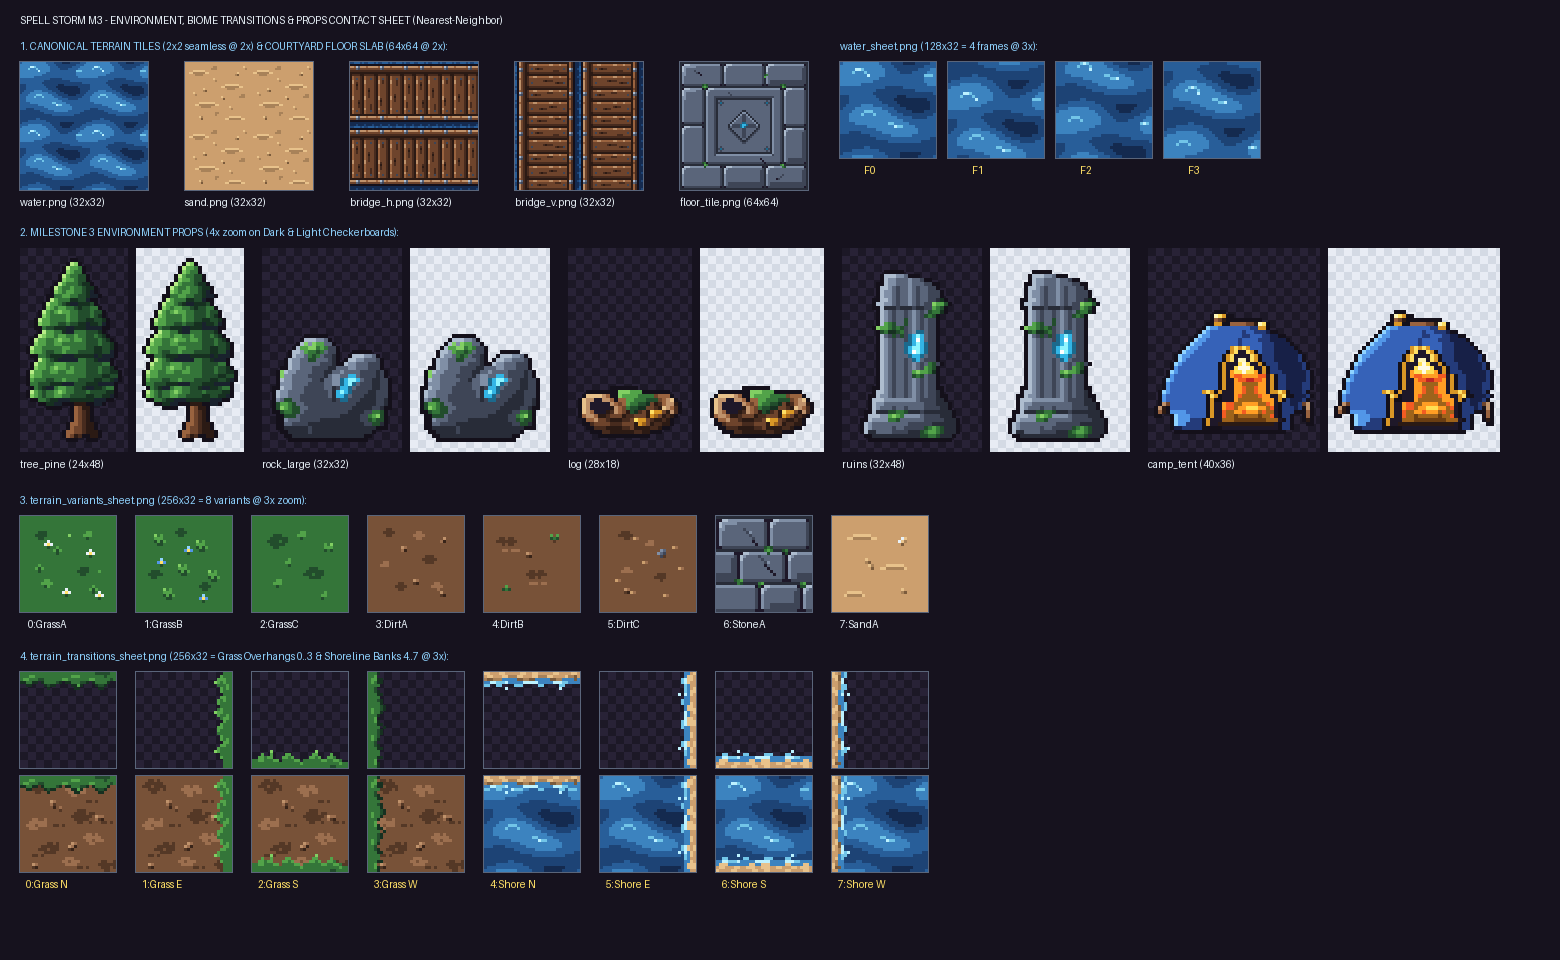 SPELL STORM M3 - ENVIRONMENT, BIOME TRANSITIONS & PROPS CONTACT SHEET (Nearest-Neighbor)
1. CANONICAL TERRAIN TILES (2x2 seamless @ 2x) & COURTYARD FLOOR SLAB (64x64 @ 2x):
water_sheet.png (128x32 = 4 frames @ 3x):
F0
F1
F2
F3
water.png (32x32)
sand.png (32x32)
bridge_h.png (32x32)
bridge_v.png (32x32)
floor_tile.png (64x64)
2. MILESTONE 3 ENVIRONMENT PROPS (4x zoom on Dark & Light Checkerboards):
tree_pine (24x48)
rock_large (32x32)
log (28x18)
ruins (32x48)
camp_tent (40x36)
3. terrain_variants_sheet.png (256x32 = 8 variants @ 3x zoom):
0:GrassA
1:GrassB
2:GrassC
3:DirtA
4:DirtB
5:DirtC
6:StoneA
7:SandA
4. terrain_transitions_sheet.png (256x32 = Grass Overhangs 0..3 & Shoreline Banks 4..7 @ 3x):
0:Grass N
1:Grass E
2:Grass S
3:Grass W
4:Shore N
5:Shore E
6:Shore S
7:Shore W